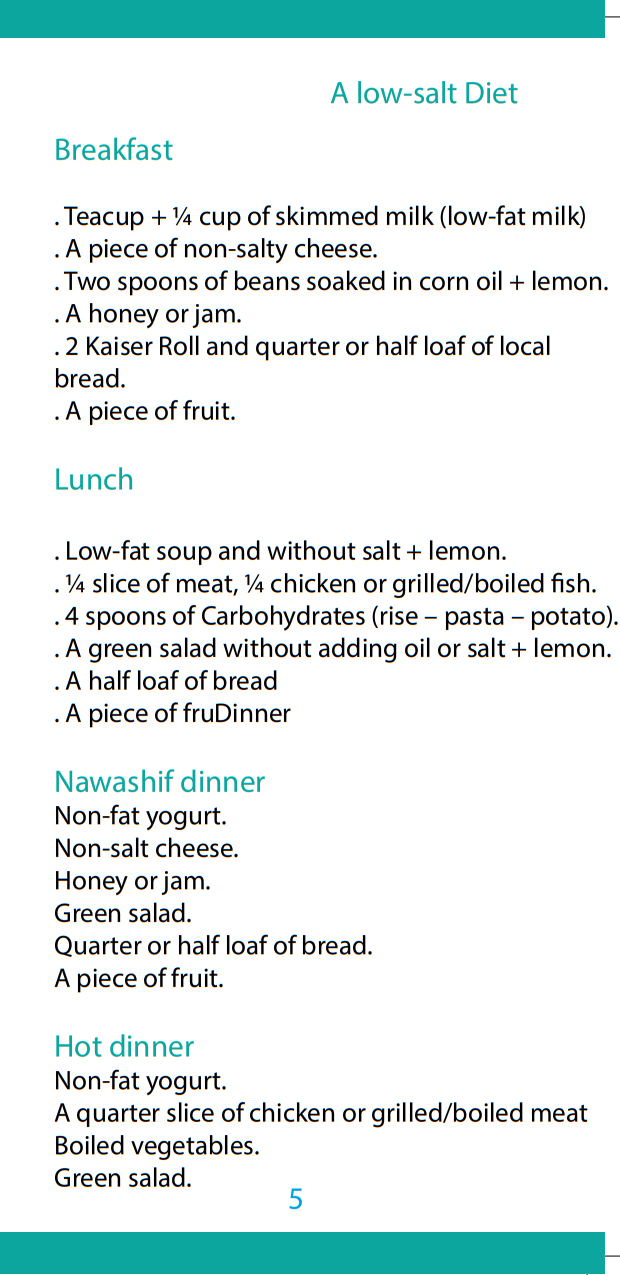 A low-salt Diet
Breakfast
. Teacup + ¼ cup of skimmed milk (low-fat milk)
. A piece of non-salty cheese.
. Two spoons of beans soaked in corn oil + lemon.
. A honey or jam.
. 2 Kaiser Roll and quarter or half loaf of local
bread.
. A piece of fruit.
Lunch
. Low-fat soup and without salt + lemon.
. ¼ slice of meat, ¼ chicken or grilled/boiled fish.
. 4 spoons of Carbohydrates (rise – pasta – potato).
. A green salad without adding oil or salt + lemon.
. A half loaf of bread
. A piece of fruDinner
Nawashif dinner
Non-fat yogurt.
Non-salt cheese.
Honey or jam.
Green salad.
Quarter or half loaf of bread.
A piece of fruit.
Hot dinner
Non-fat yogurt.
A quarter slice of chicken or grilled/boiled meat
Boiled vegetables.
Green salad.
5